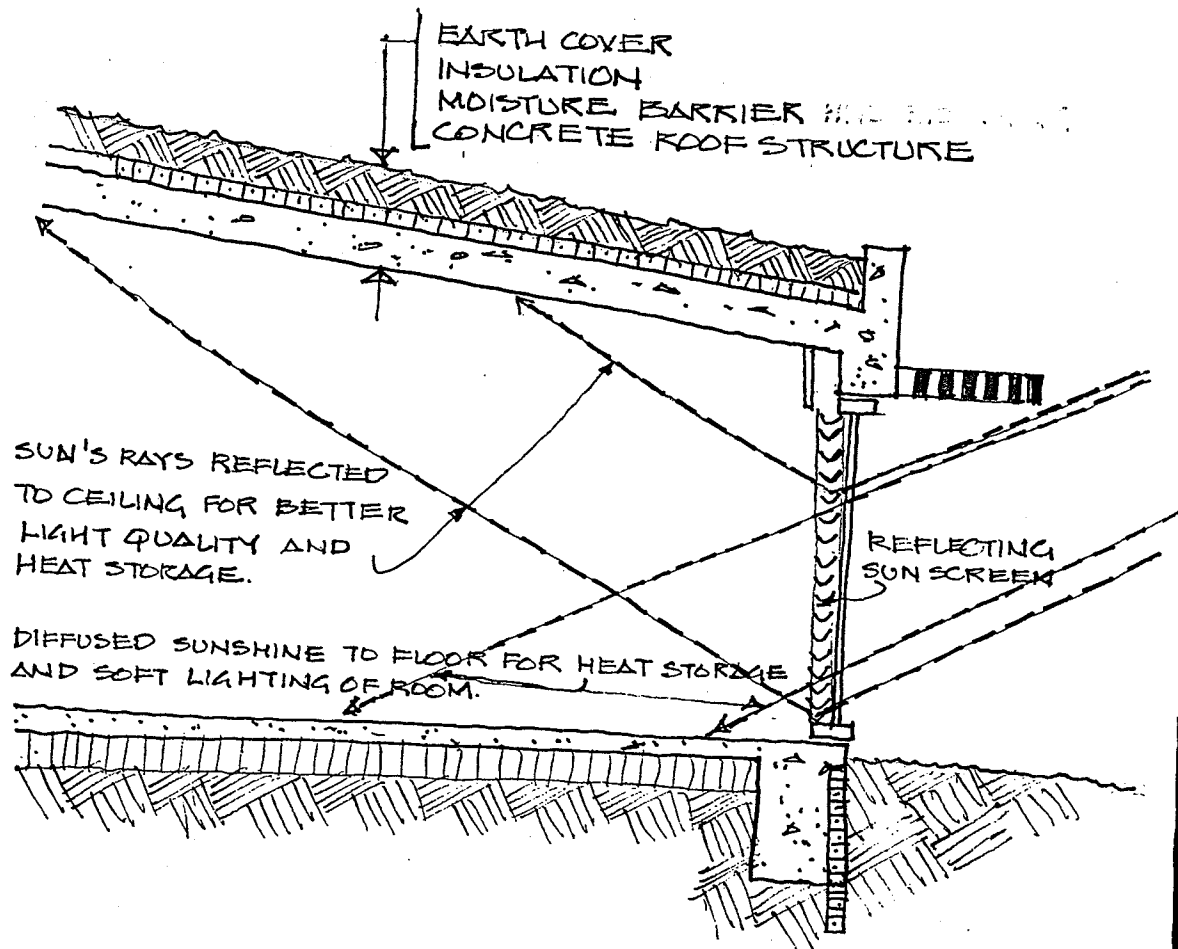 EARTH COVER
INSULATION
MOISTURE BARRIER
CONCRETE ROOF STRUCTURE
SUN'S RAYS REFLECTED
TO CEILING FOR BETTER
LIGHT QUALITY AND
HEAT STORAGE.
REFLECTING
SUN SCREEN
DIFFUSED SUNSHINE TO FLOOR FOR HEAT STORAGE
AND SOFT LIGHTING OF ROOM.